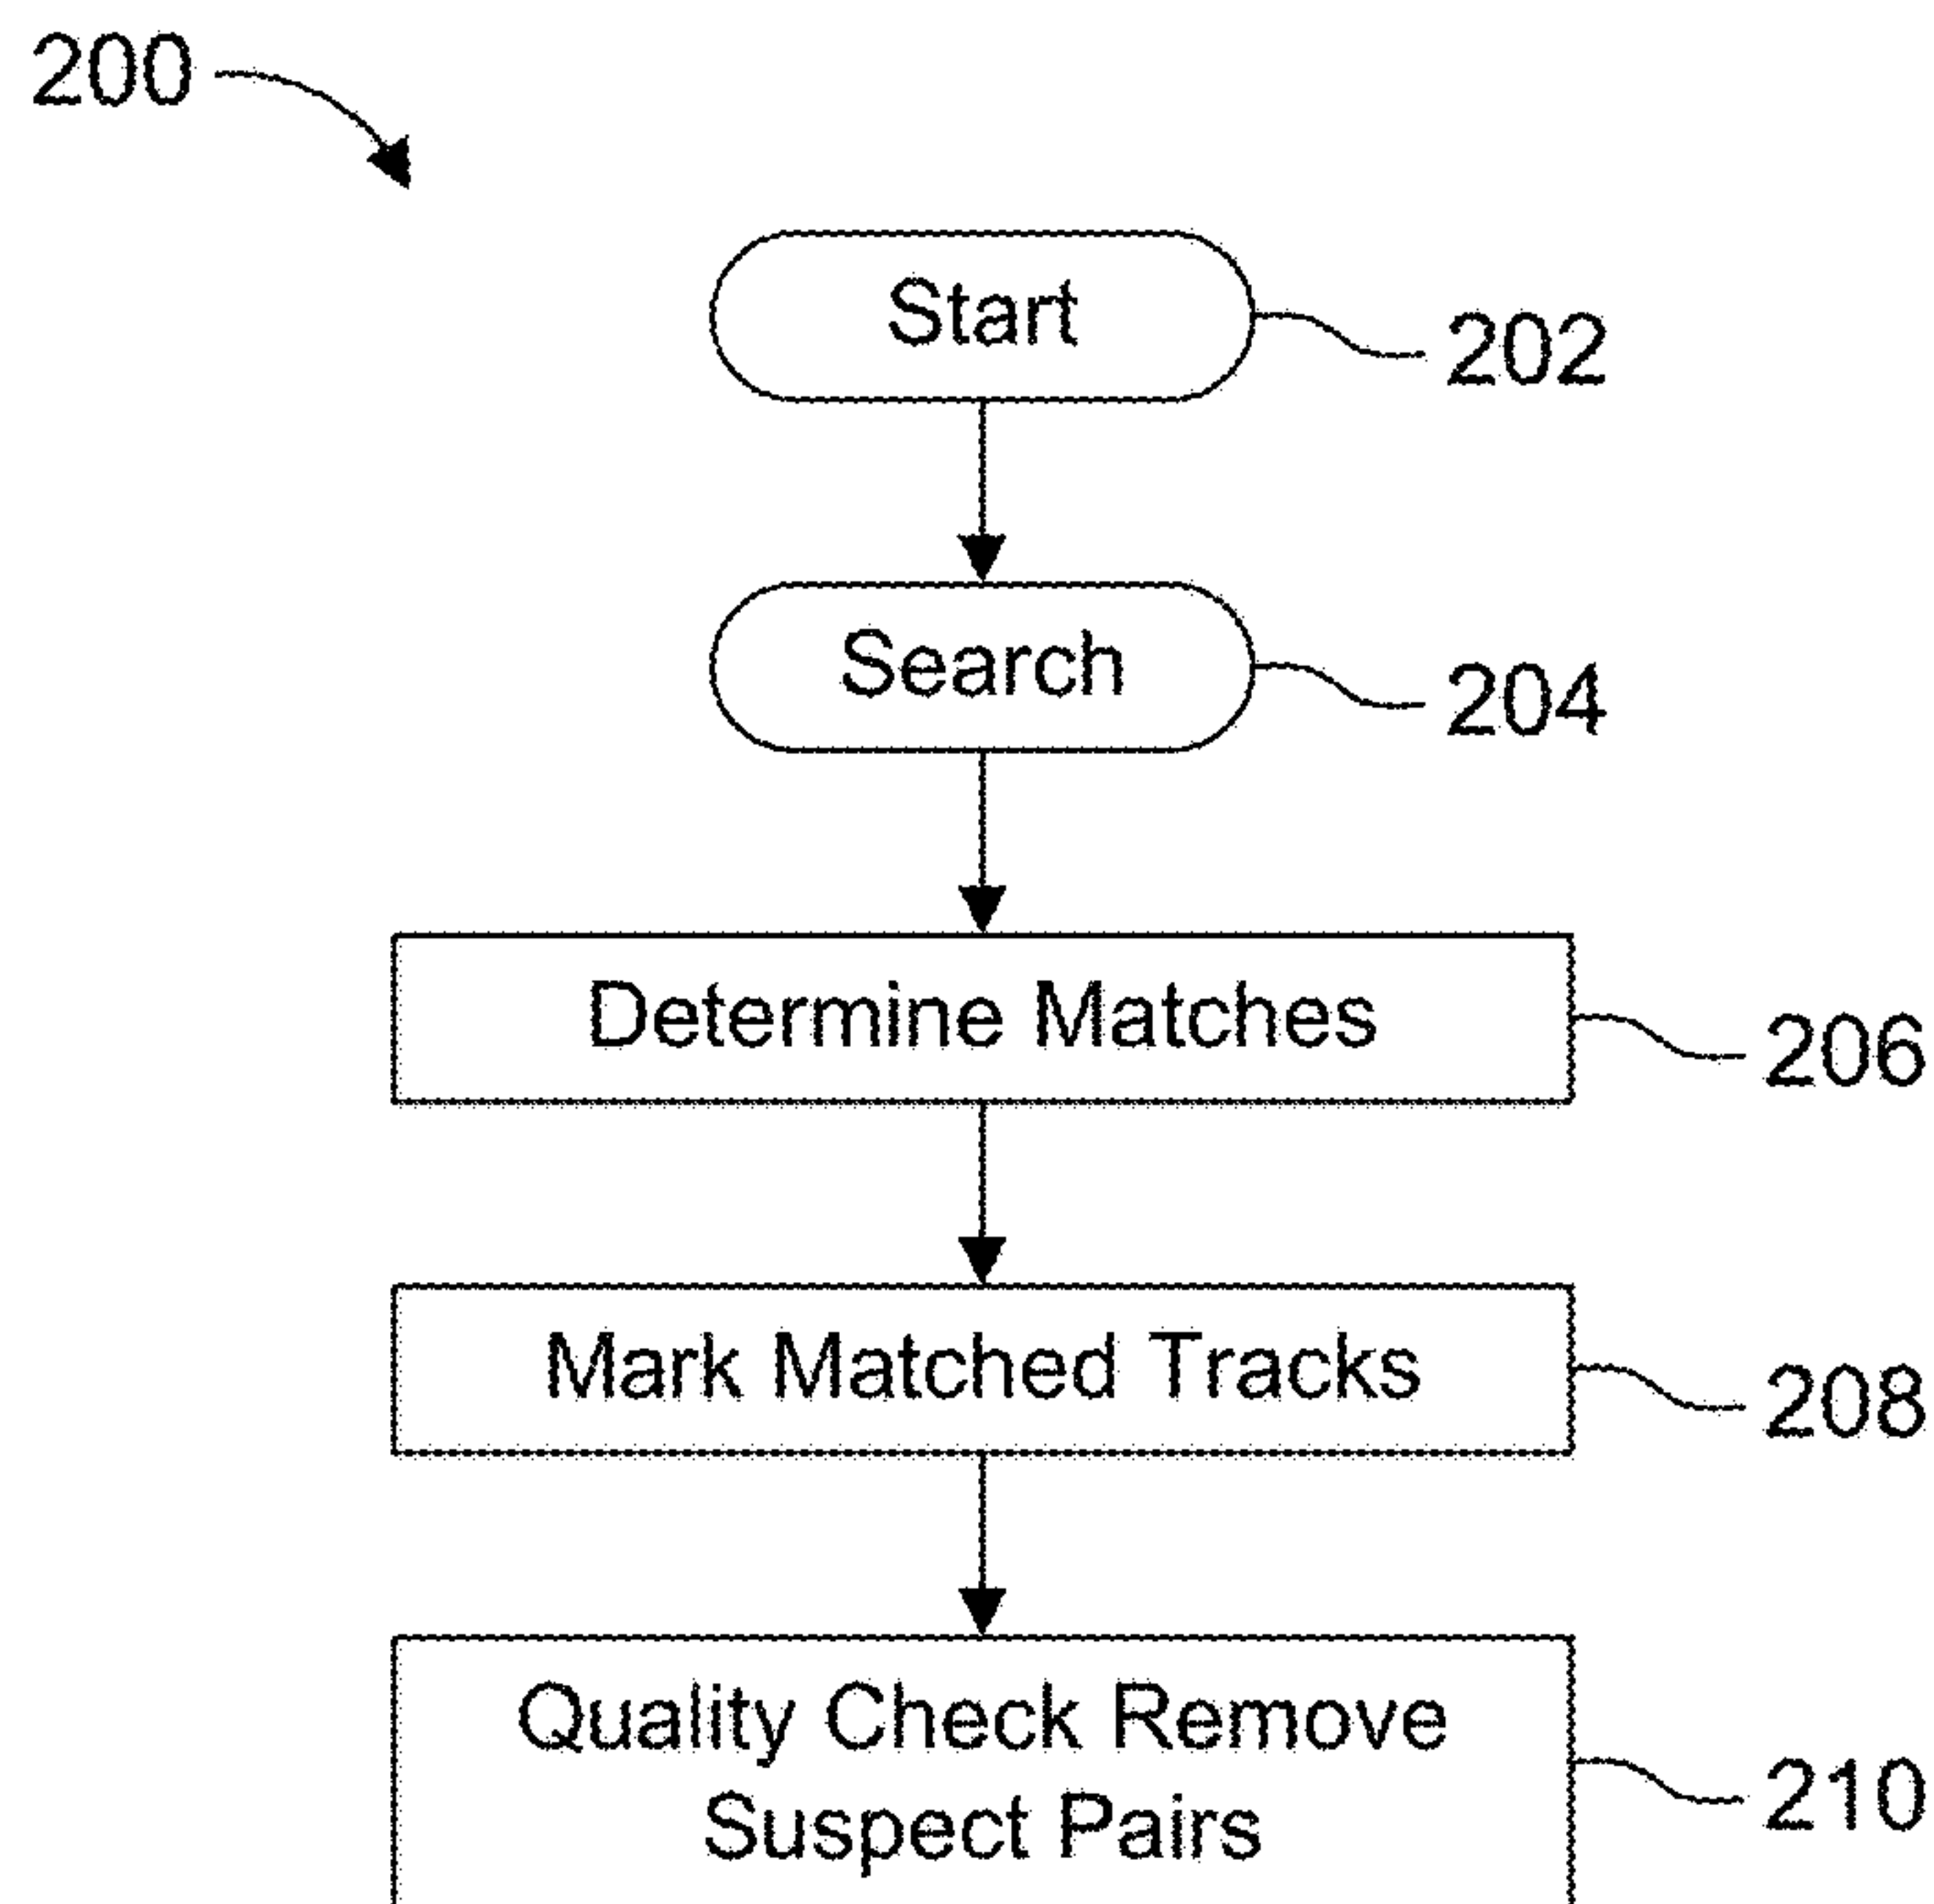 200
Start
202
Search
204
Determine Matches
206
Mark Matched Tracks
208
Quality Check Remove
Suspect Pairs
210